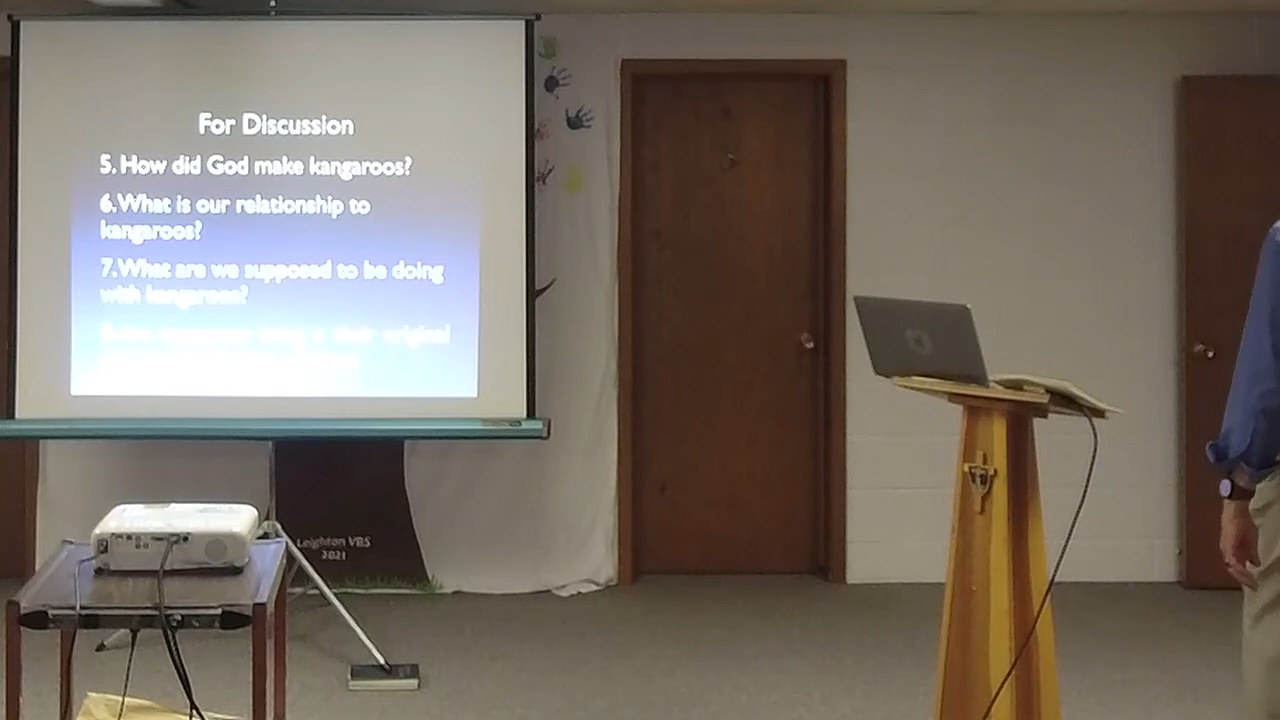 For Discussion
5. How did God make kangaroos?
6. What is our relationship to
kangaroos?
7. What are we supposed to be doing
with kangaroos?
original
Leighton VBS
2021